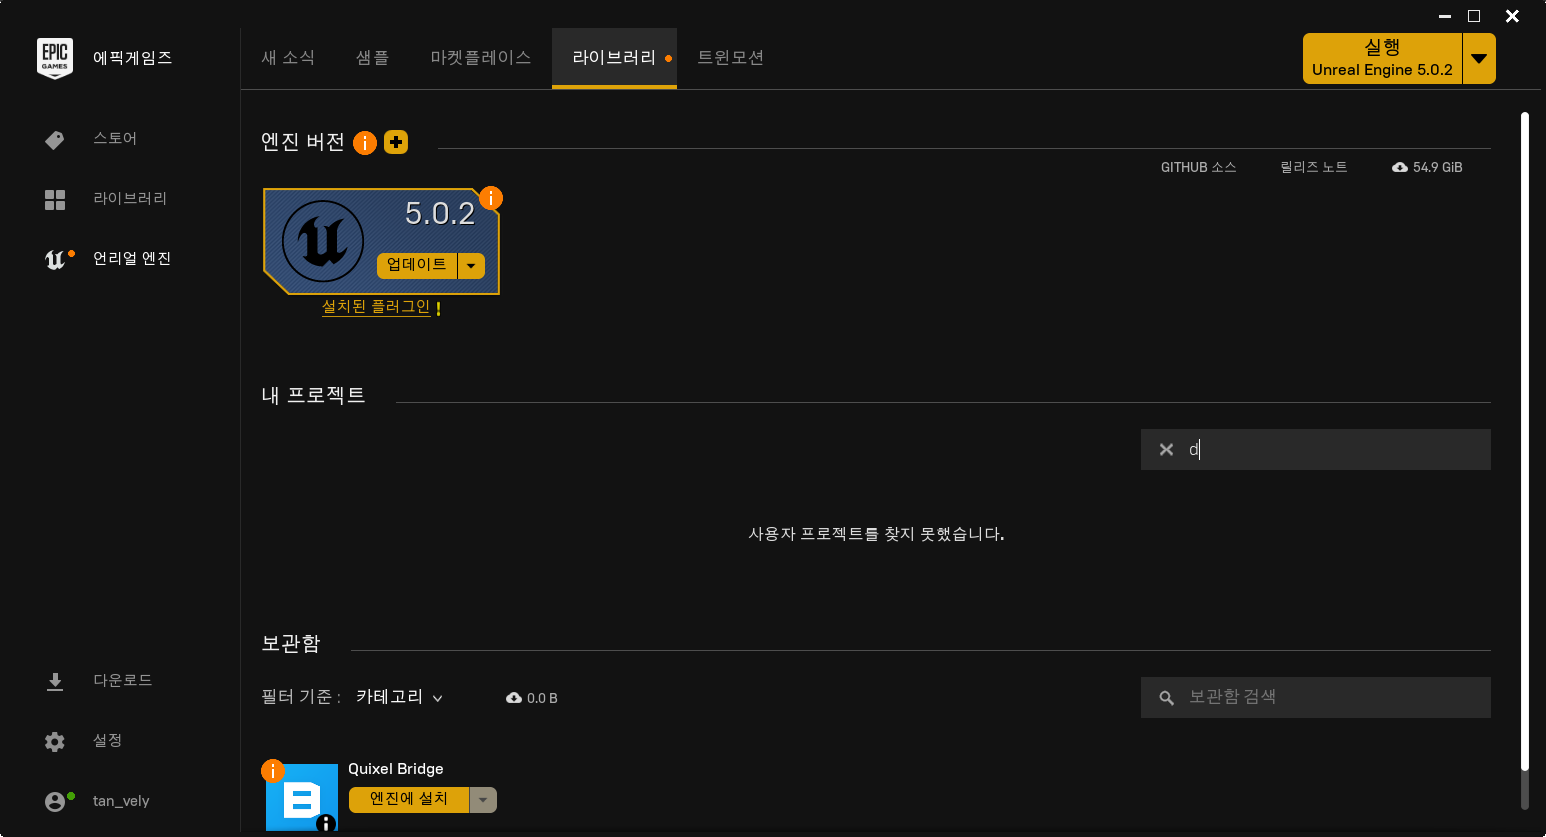 EPIC GAMES
에픽게임즈
새 소식
샘플
마켓플레이스
라이브러리
트윈모션
실행
Unreal Engine 5.0.2
스토어
라이브러리
언리얼 엔진
엔진 버전
GITHUB 소스
릴리즈 노트
54.9 GiB
5.0.2
업데이트
설치된 플러그인 !
내 프로젝트
d
사용자 프로젝트를 찾지 못했습니다.
보관함
필터 기준 : 카테고리
0.0 B
보관함 검색
Quixel Bridge
엔진에 설치
다운로드
설정
tan_vely